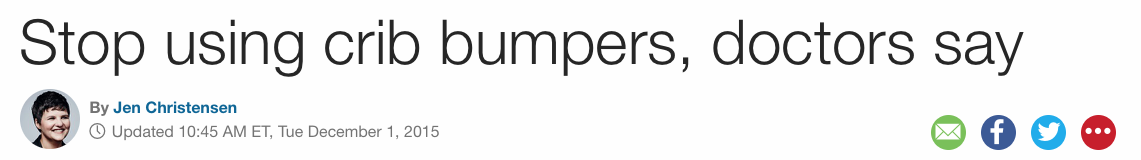 Stop using crib bumpers, doctors say
By Jen Christensen
Updated 10:45 AM ET, Tue December 1, 2015